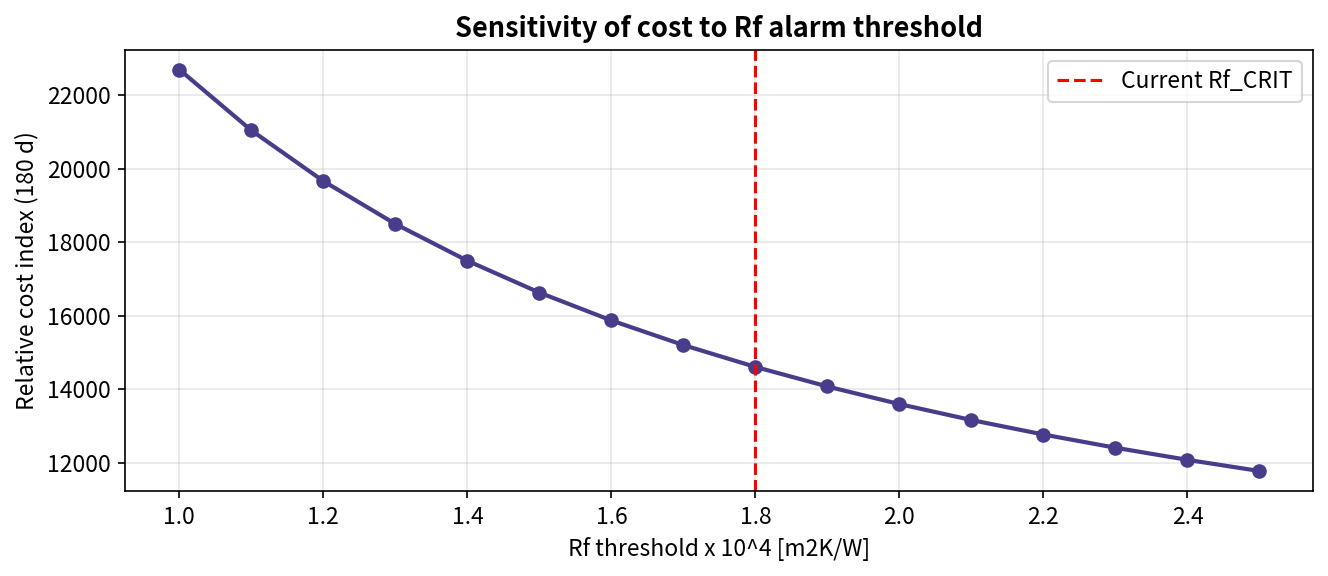 Sensitivity of cost to Rf alarm threshold
Current Rf_CRIT
Relative cost index (180 d)
22000
20000
18000
16000
14000
12000
1.0 1.2 1.4 1.6 1.8 2.0 2.2 2.4
Rf threshold x 10^4 [m2K/W]